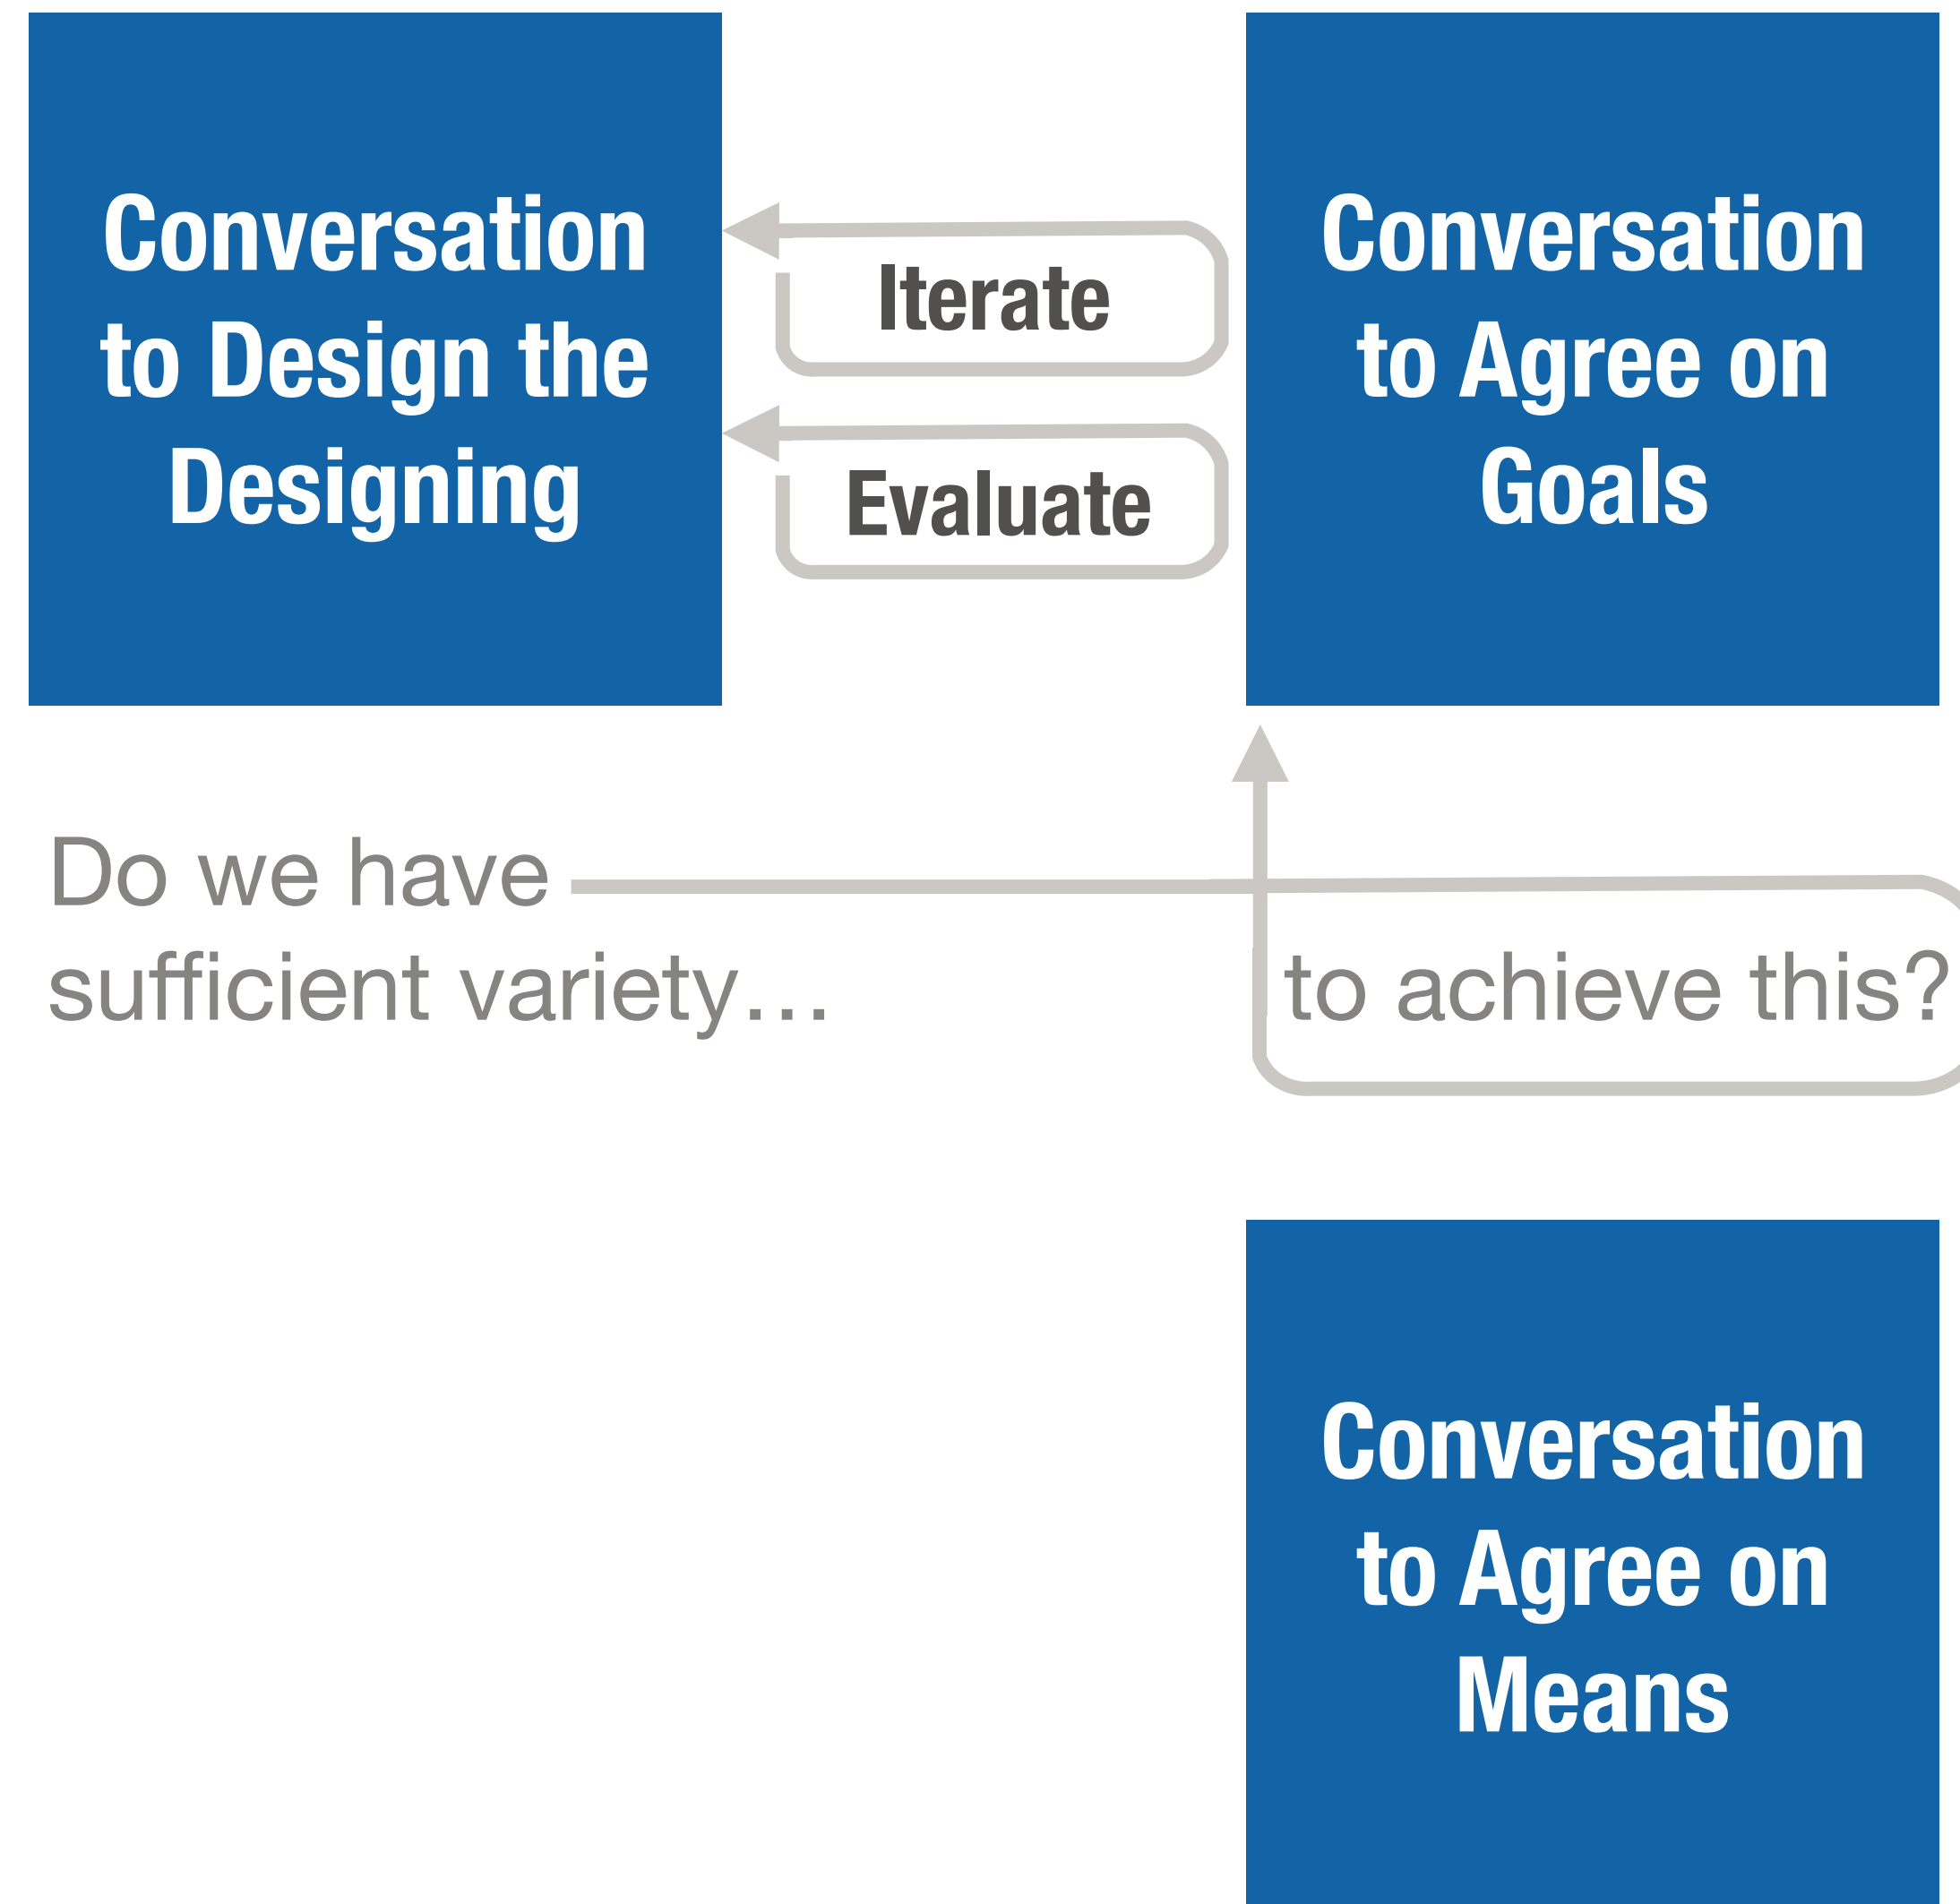 Conversation
to Design the
Designing
Iterate
Evaluate
Conversation
to Agree on
Goals
Do we have
sufficient variety…
to achieve this?
Conversation
to Agree on
Means